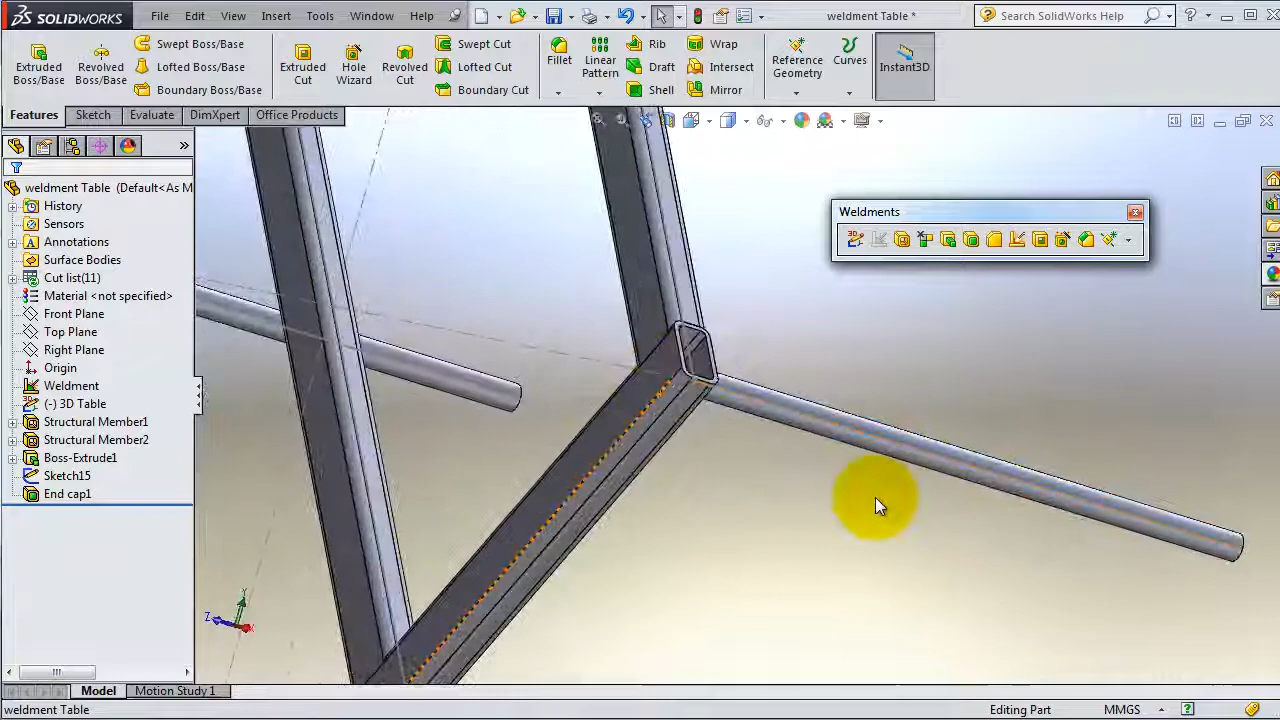 SOLIDWORKS File Edit View Insert Tools Window Help weldment Table * Search SolidWorks Help
Extruded Boss/Base
Revolved Boss/Base
Swept Boss/Base
Lofted Boss/Base
Boundary Boss/Base
Extruded Cut
Hole Wizard
Revolved Cut
Swept Cut
Lofted Cut
Boundary Cut
Fillet
Linear Pattern
Rib
Draft
Shell
Wrap
Intersect
Mirror
Reference Geometry
Curves
Instant3D
Features Sketch Evaluate DimXpert Office Products
weldment Table (Default<As M
History
Sensors
Annotations
Surface Bodies
Cut list(11)
Material <not specified>
Front Plane
Top Plane
Right Plane
Origin
Weldment
(-) 3D Table
Structural Member1
Structural Member2
Boss-Extrude1
Sketch15
End cap1
Weldments
Y
Z
X
Model Motion Study 1
weldment Table Editing Part MMGS